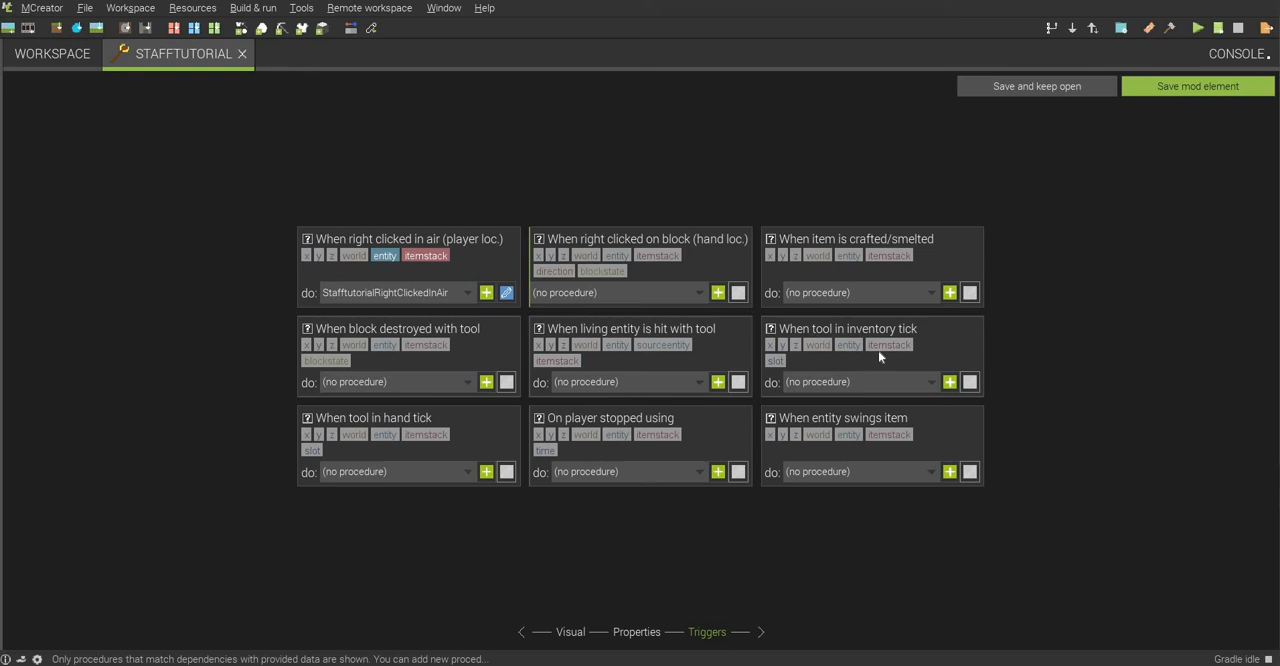 MCreator File Workspace Resources Build & run Tools Remote workspace Window Help
WORKSPACE STAFFTUTORIAL CONSOLE
Save and keep open Save mod element
When right clicked in air (player loc.) When right clicked on block (hand loc.) When item is crafted/smelted
x y z world entity itemstack x y z world entity itemstack x y z world entity itemstack
direction blockstate
do: StafftutorialRightClickedInAir do: (no procedure) do: (no procedure)
When block destroyed with tool When living entity is hit with tool When tool in inventory tick
x y z world entity itemstack x y z world entity sourceentity x y z world entity itemstack
blockstate itemstack slot
do: (no procedure) do: (no procedure) do: (no procedure)
When tool in hand tick On player stopped using When entity swings item
x y z world entity itemstack x y z world entity itemstack x y z world entity itemstack
slot time
do: (no procedure) do: (no procedure) do: (no procedure)
Visual Properties Triggers
Only procedures that match dependencies with provided data are shown. You can add new proced... Gradle idle